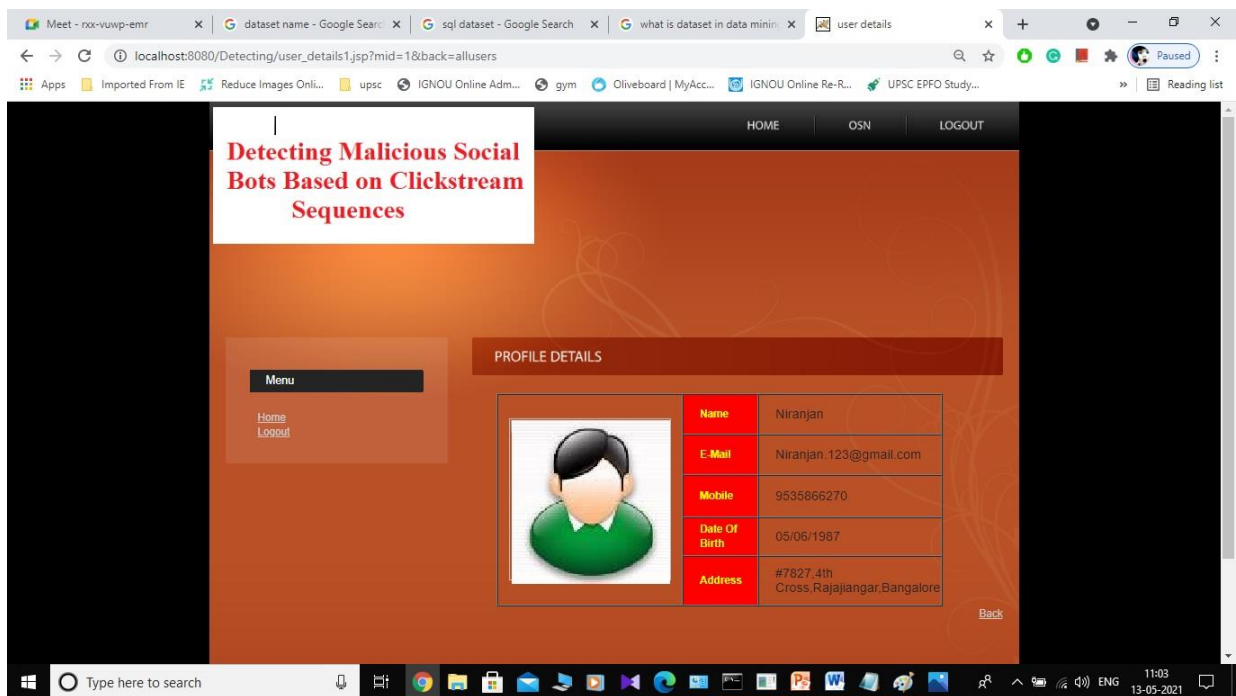 Meet - rxx-vuwp-emr
dataset name - Google Searc
sql dataset - Google Search
what is dataset in data minin
user details
localhost:8080/Detecting/user_details1.jsp?mid=1&back=allusers
Paused
Apps
Imported From IE
Reduce Images Onli...
upsc
IGNOU Online Adm...
gym
Oliveboard | MyAcc...
IGNOU Online Re-R...
UPSC EPFO Study...
»
Reading list
HOME
OSN
LOGOUT
Detecting Malicious Social
Bots Based on Clickstream
Sequences
PROFILE DETAILS
Menu
Home
Logout
Name
Niranjan
E-Mail
Niranjan.123@gmail.com
Mobile
9535866270
Date Of
Birth
05/06/1987
Address
#7827,4th
Cross,Rajajiangar,Bangalore
Back
Type here to search
ENG
11:03
13-05-2021